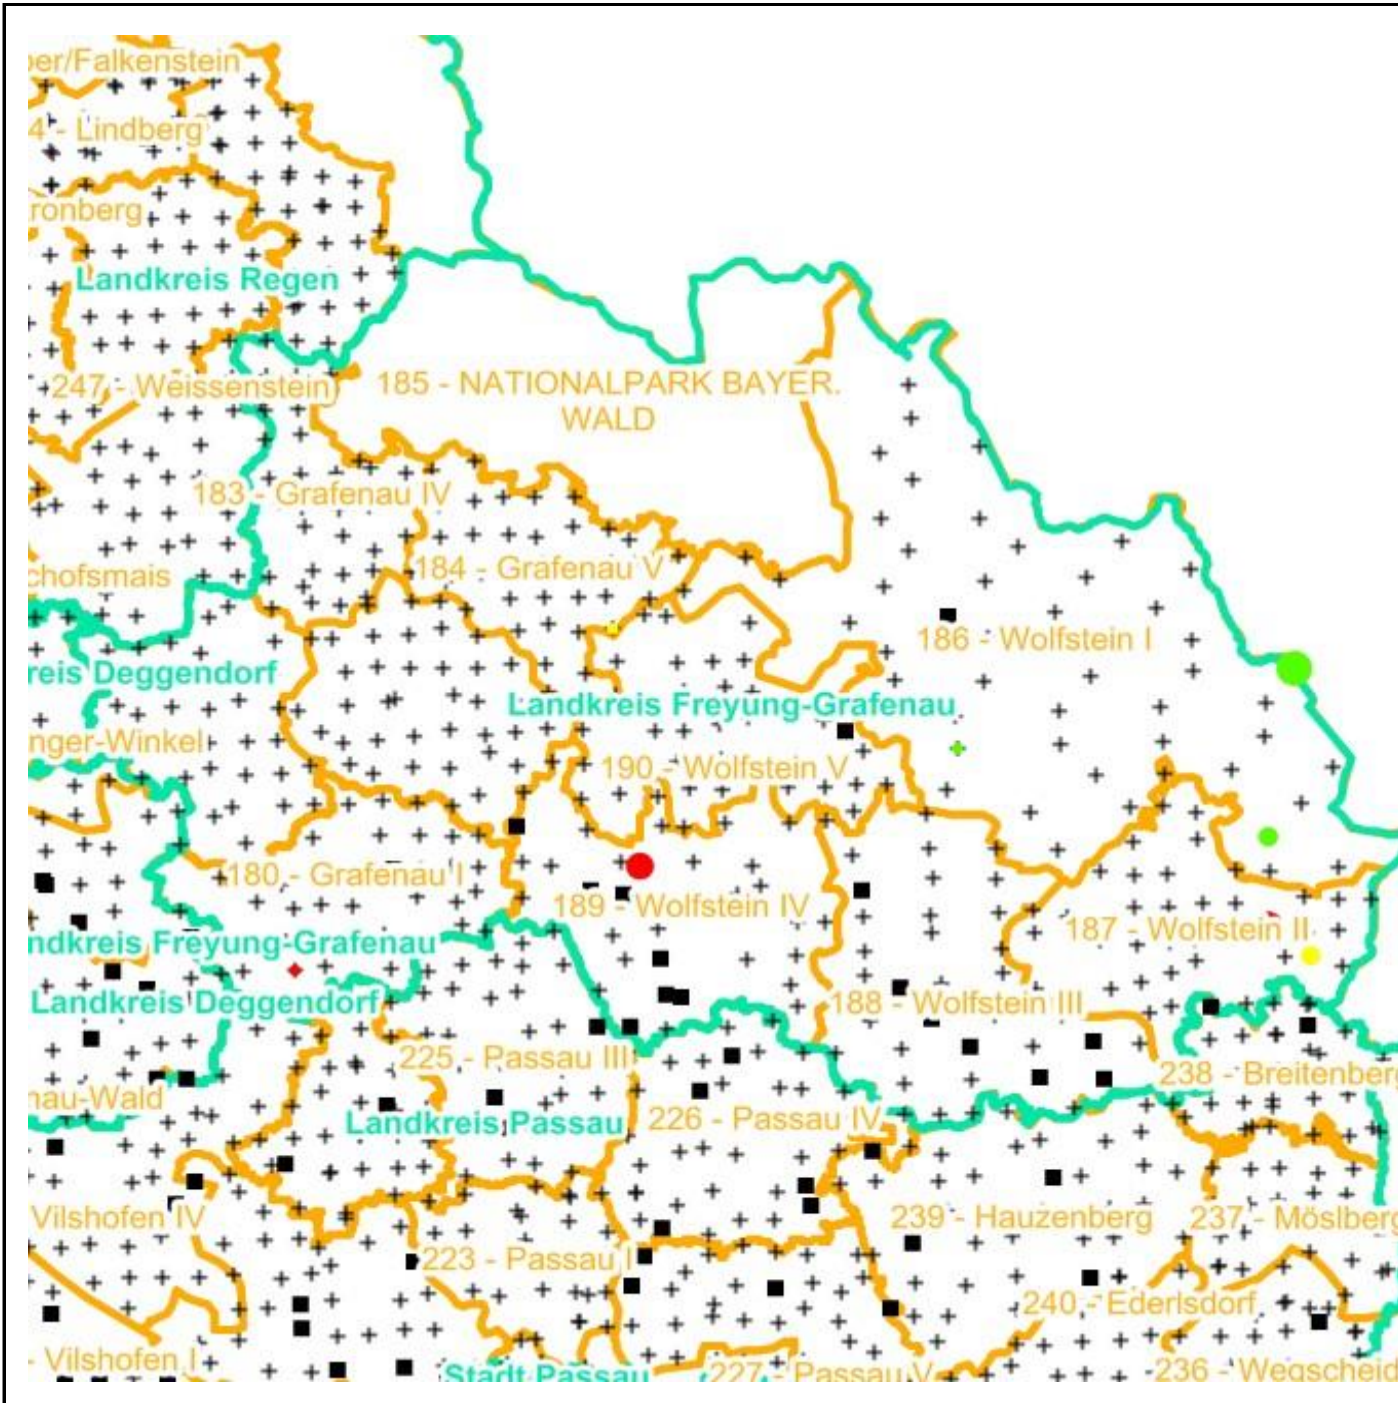 er/Falkenstein
4 - Lindberg
ronberg
Landkreis Regen
247 - Weissenstein
185 - NATIONALPARK BAYER.
WALD
183 - Grafenau IV
184 - Grafenau V
chofsmais
186 - Wolfstein I
reis Deggendorf
Landkreis Freyung-Grafenau
nger-Winkel
190 - Wolfstein V
180 - Grafenau I
189 - Wolfstein IV
187 - Wolfstein II
ndkreis Freyung-Grafenau
Landkreis Deggendorf
188 - Wolfstein III
225 - Passau III
238 - Breitenberg
nau-Wald
Landkreis Passau
226 - Passau IV
Vilshofen IV
239 - Hauzenberg
237 - Möslberg
223 - Passau I
240 - Ederlsdorf
- Vilshofen I
Stadt Passau
227 - Passau V
236 - Wegscheid